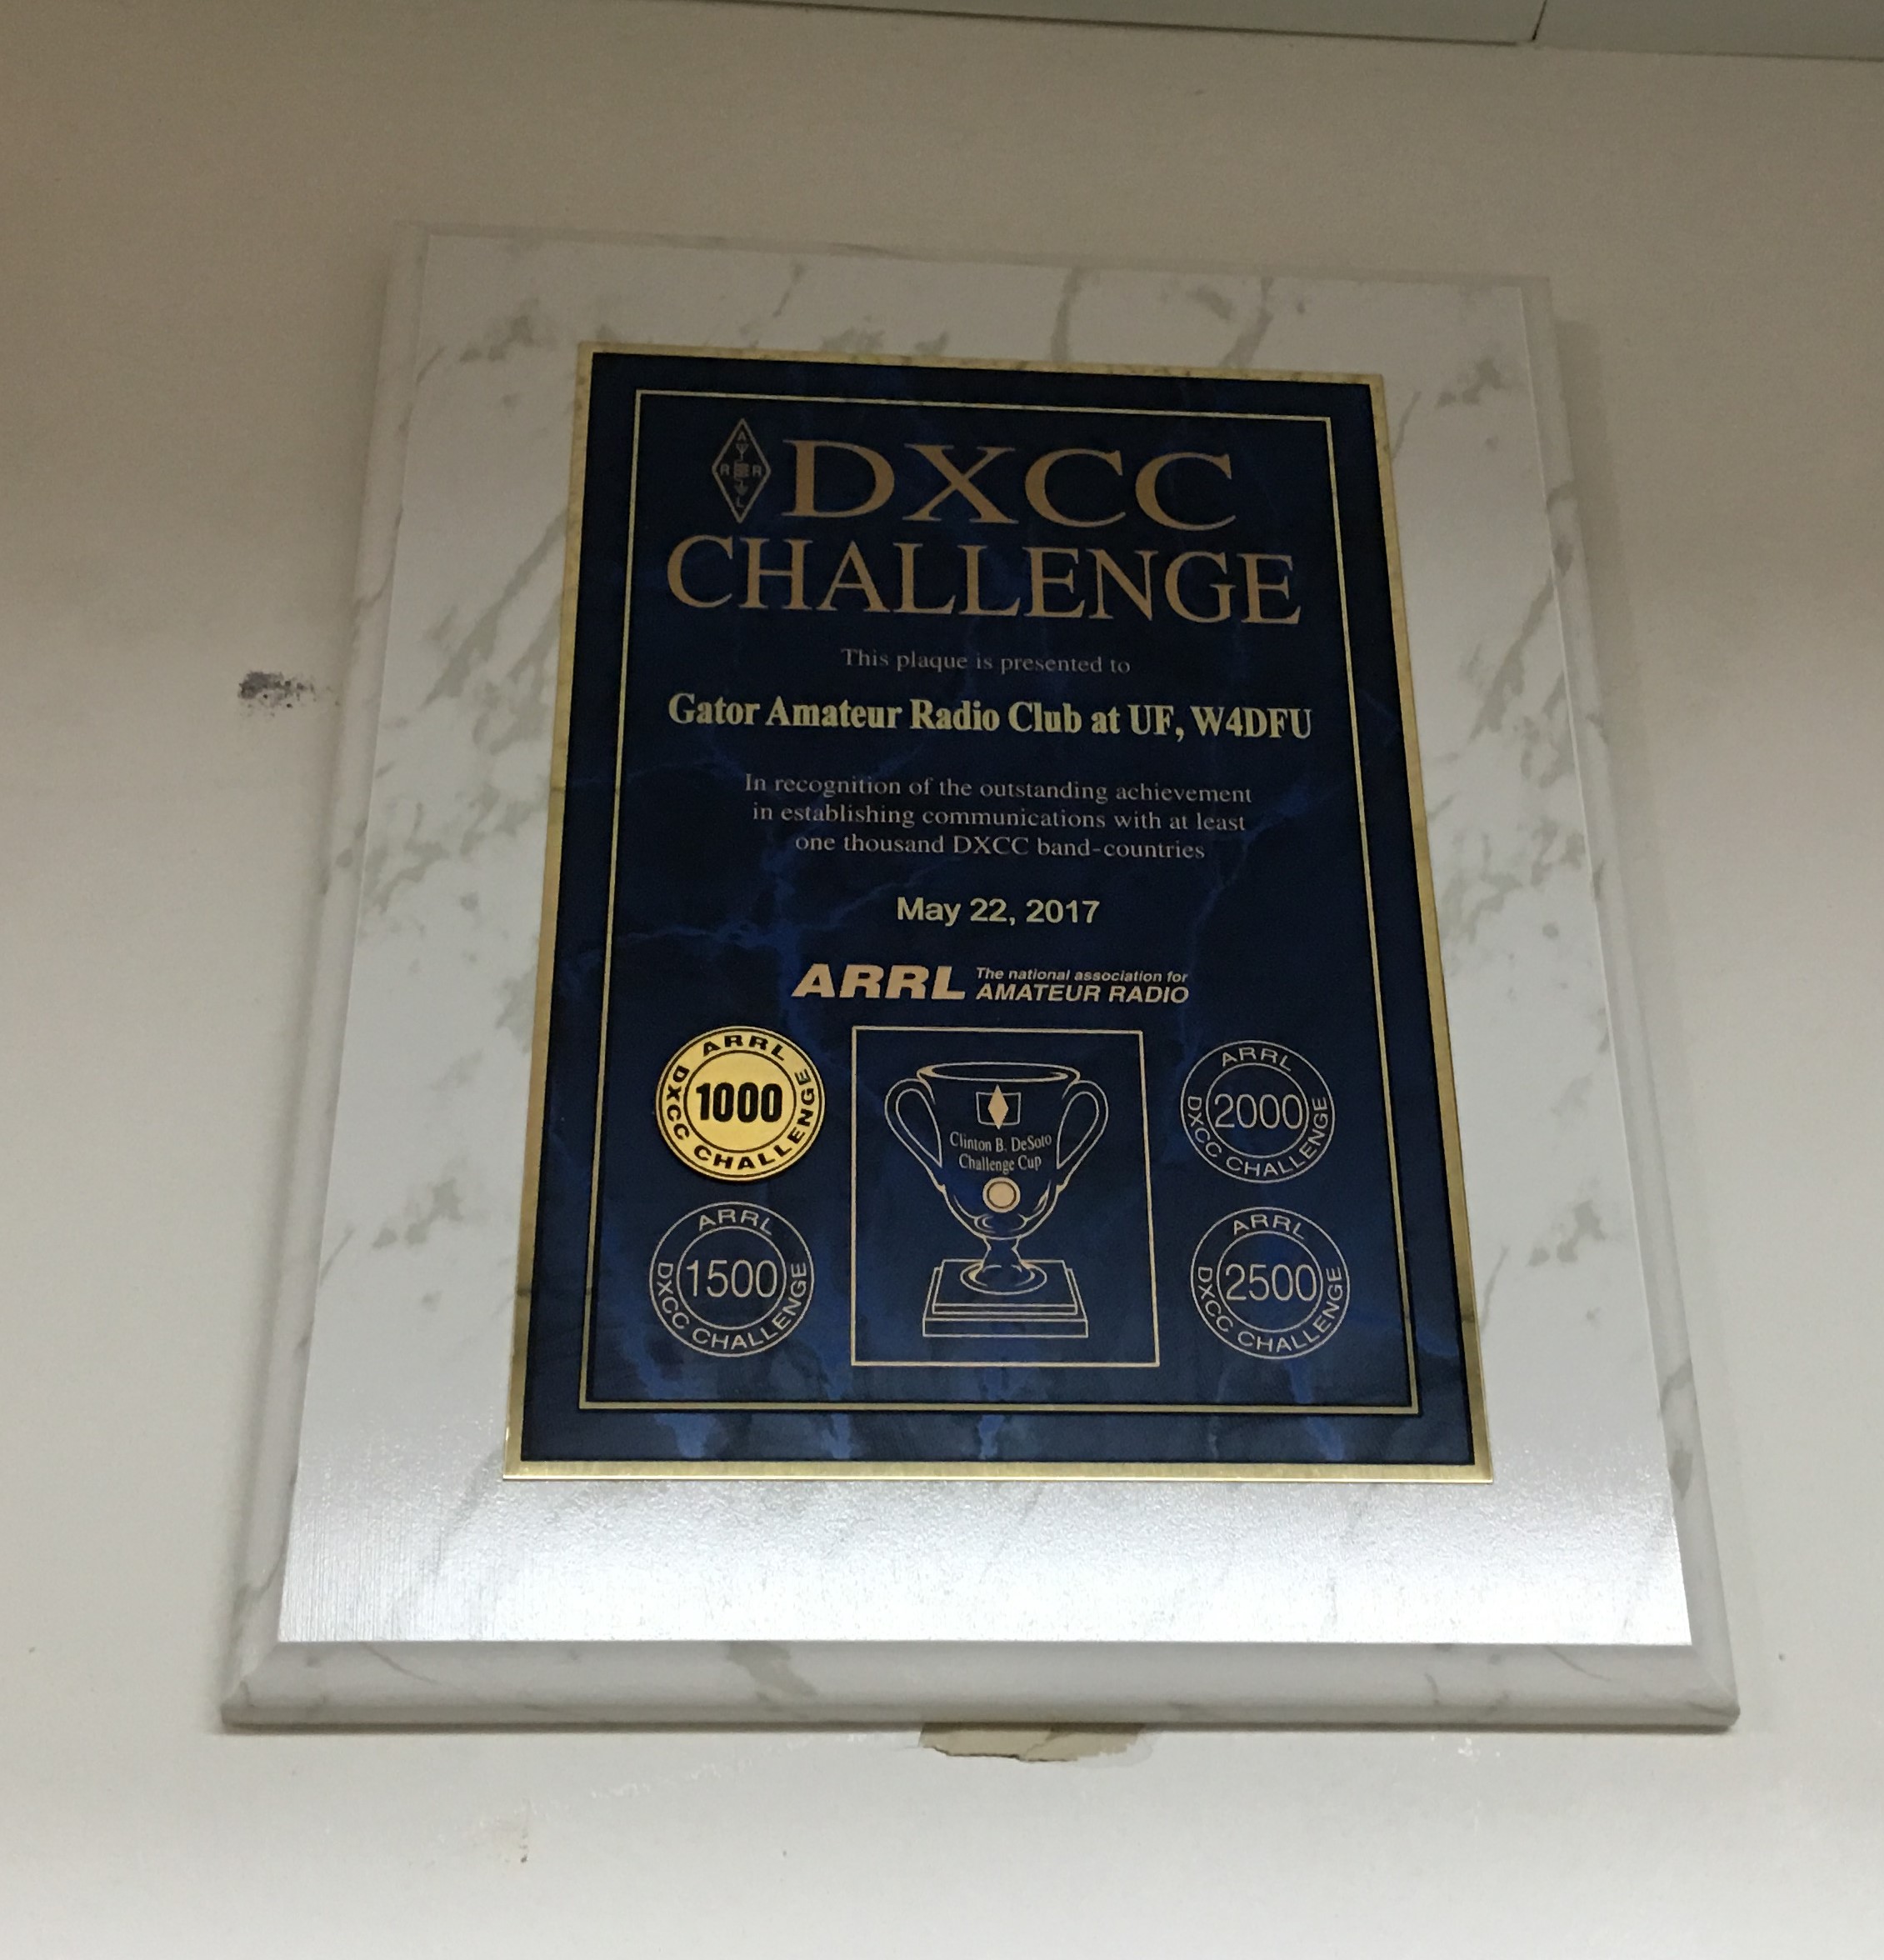 A
R R
L
DXCC
CHALLENGE
This plaque is presented to
Gator Amateur Radio Club at UF, W4DFU
In recognition of the outstanding achievement
in establishing communications with at least
one thousand DXCC band-countries
May 22, 2017
ARRL The national association for
AMATEUR RADIO
ARRL
1000
DXCC CHALLENGE
Clinton B. DeSoto
Challenge Cup
ARRL
2000
DXCC CHALLENGE
ARRL
1500
DXCC CHALLENGE
ARRL
2500
DXCC CHALLENGE